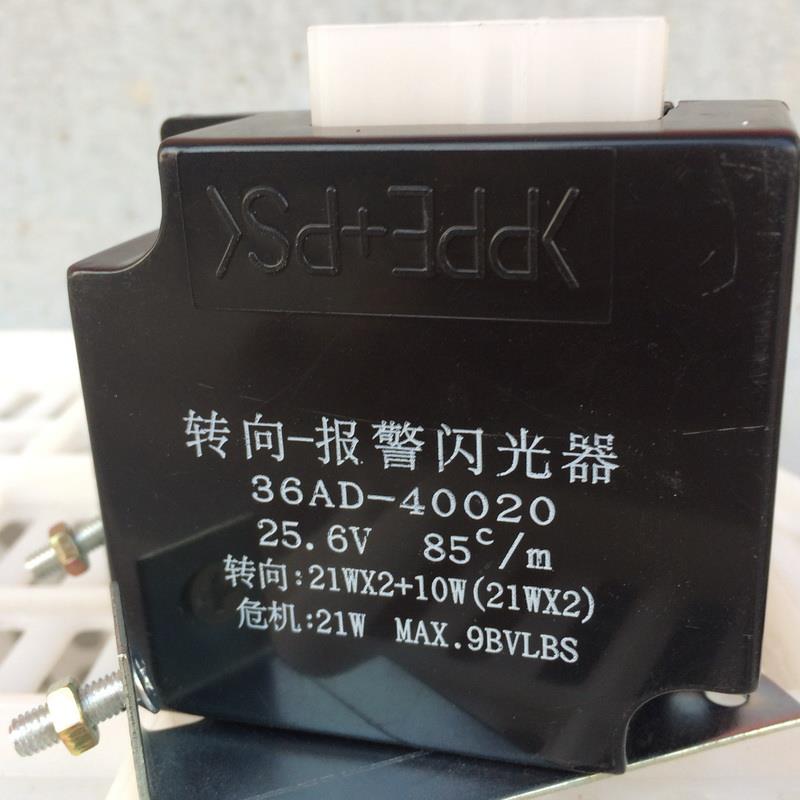 >PPE+PS<
转向-报警闪光器
36AD-40020
25.6V 85c/m
转向:21WX2+10W(21WX2)
危机:21W MAX.9BVLBS